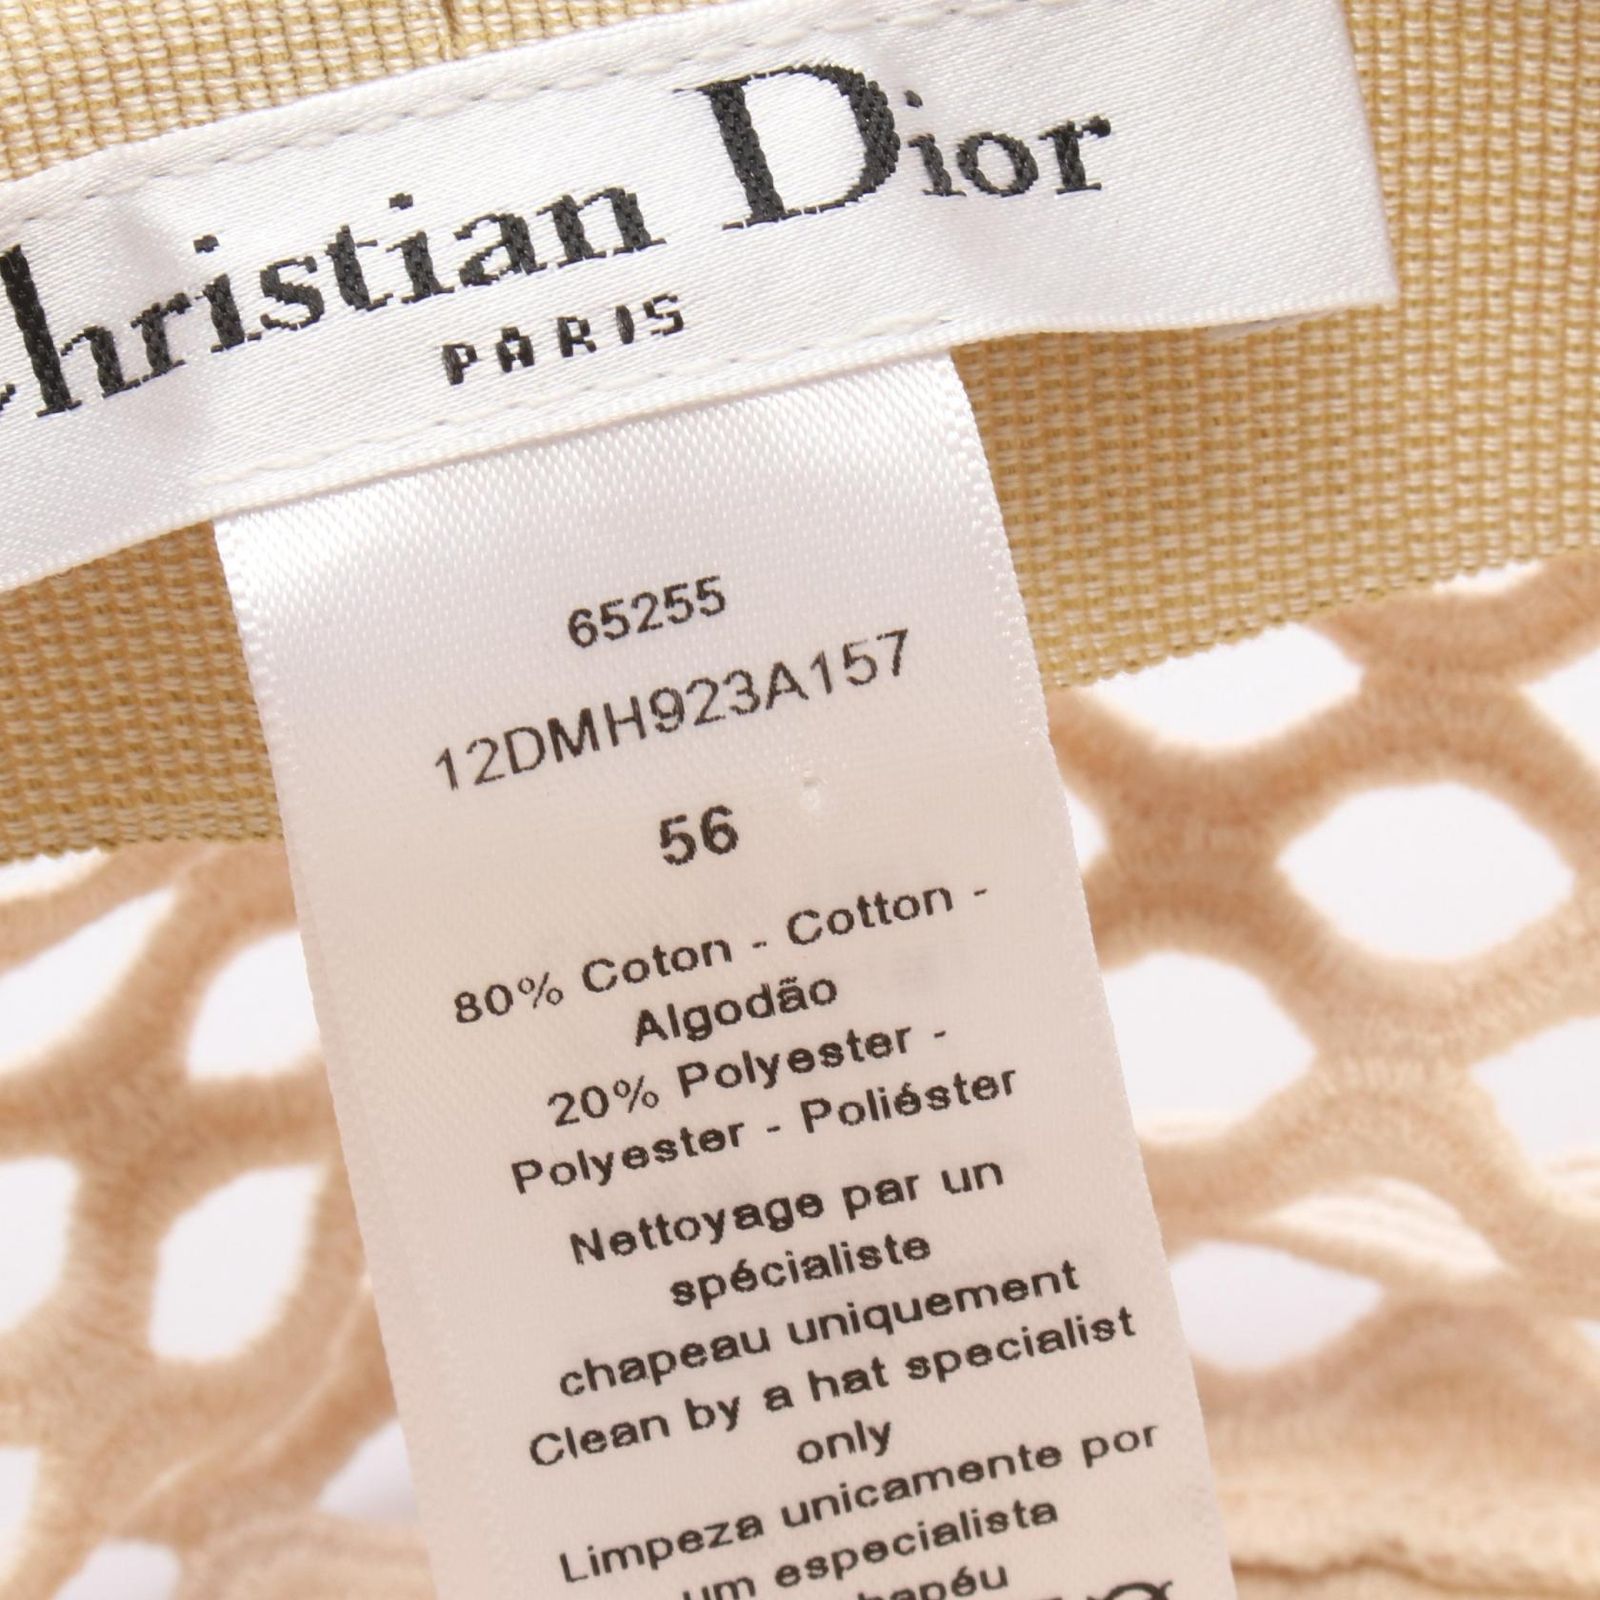 Christian Dior
PARIS
65255
12DMH923A157
56
80% Coton - Cotton -
Algodão
20% Polyester -
Polyester - Poliéster
Nettoyage par un
spécialiste
chapeau uniquement
Clean by a hat specialist
only
Limpeza unicamente por
um especialista